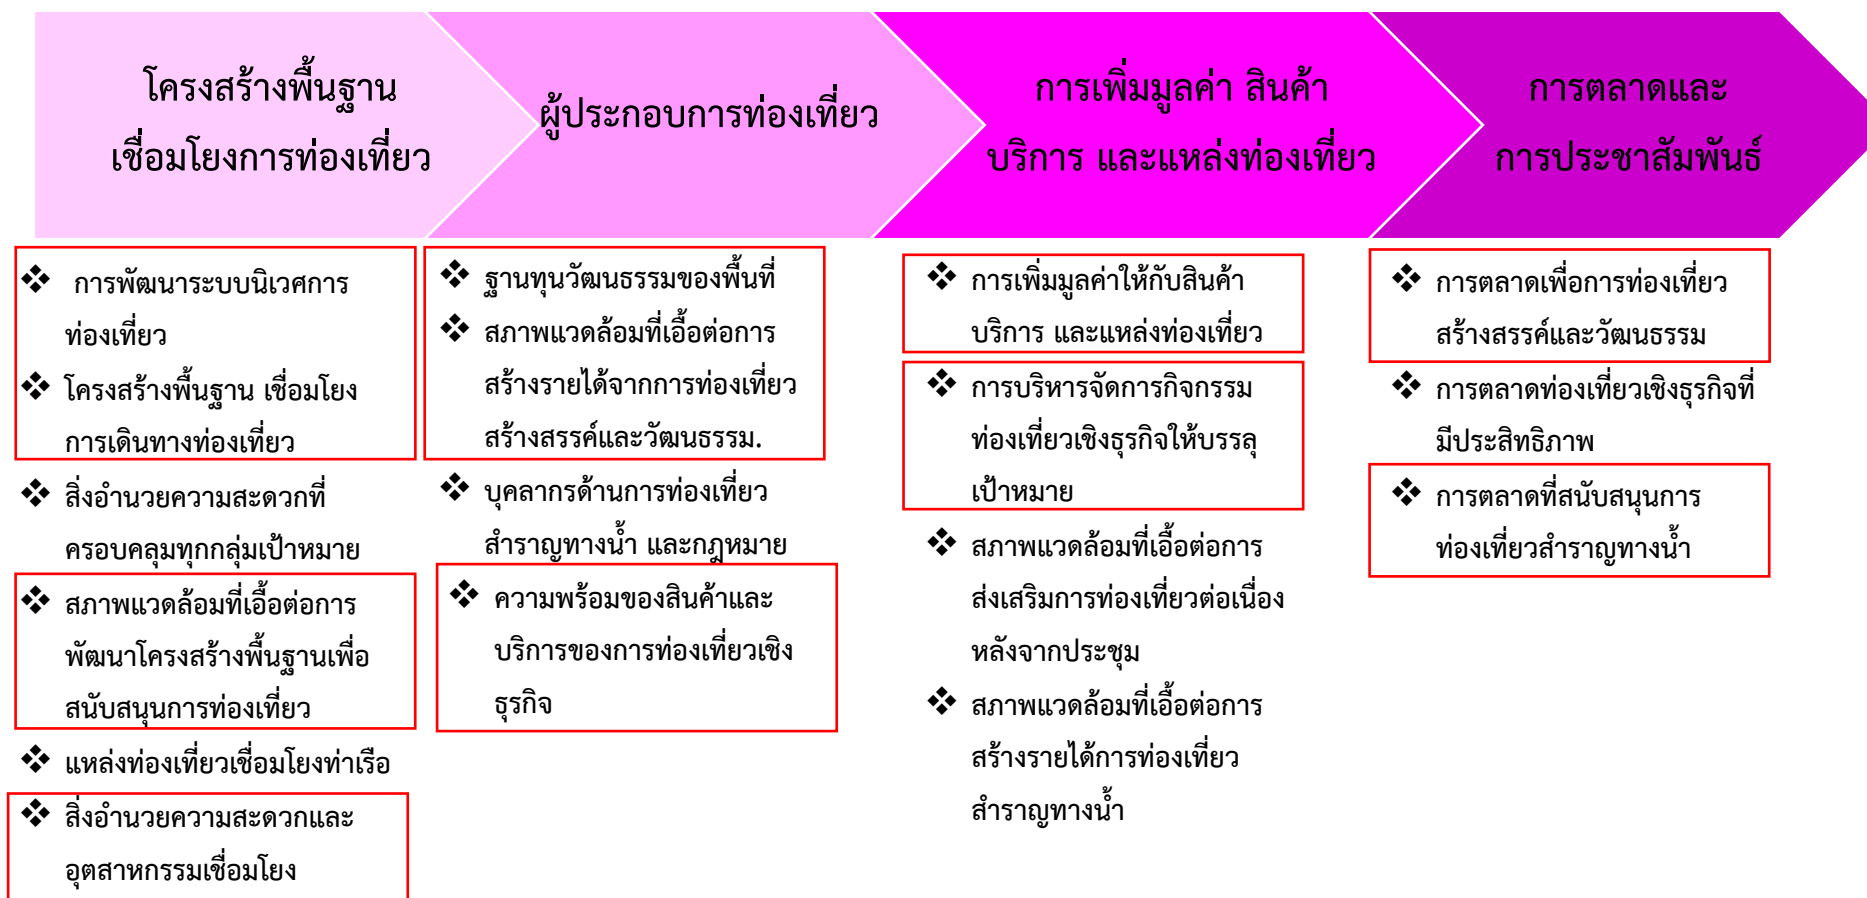 โครงสร้างพื้นฐาน
เชื่อมโยงการท่องเที่ยว
ผู้ประกอบการท่องเที่ยว
การเพิ่มมูลค่า สินค้า
บริการ และแหล่งท่องเที่ยว
การตลาดและ
การประชาสัมพันธ์
❖ การพัฒนาระบบนิเวศการ
ท่องเที่ยว
❖ โครงสร้างพื้นฐาน เชื่อมโยง
การเดินทางท่องเที่ยว
❖ สิ่งอำนวยความสะดวกที่
ครอบคลุมทุกกลุ่มเป้าหมาย
❖ สภาพแวดล้อมที่เอื้อต่อการ
พัฒนาโครงสร้างพื้นฐานเพื่อ
สนับสนุนการท่องเที่ยว
❖ แหล่งท่องเที่ยวเชื่อมโยงท่าเรือ
❖ สิ่งอำนวยความสะดวกและ
อุตสาหกรรมเชื่อมโยง
❖ ฐานทุนวัฒนธรรมของพื้นที่
❖ สภาพแวดล้อมที่เอื้อต่อการ
สร้างรายได้จากการท่องเที่ยว
สร้างสรรค์และวัฒนธรรม.
❖ บุคลากรด้านการท่องเที่ยว
สำราญทางน้ำ และกฎหมาย
❖ ความพร้อมของสินค้าและ
บริการของการท่องเที่ยวเชิง
ธุรกิจ
❖ การเพิ่มมูลค่าให้กับสินค้า
บริการ และแหล่งท่องเที่ยว
❖ การบริหารจัดการกิจกรรม
ท่องเที่ยวเชิงธุรกิจให้บรรลุ
เป้าหมาย
❖ สภาพแวดล้อมที่เอื้อต่อการ
ส่งเสริมการท่องเที่ยวต่อเนื่อง
หลังจากประชุม
❖ สภาพแวดล้อมที่เอื้อต่อการ
สร้างรายได้การท่องเที่ยว
สำราญทางน้ำ
❖ การตลาดเพื่อการท่องเที่ยว
สร้างสรรค์และวัฒนธรรม
❖ การตลาดท่องเที่ยวเชิงธุรกิจที่
มีประสิทธิภาพ
❖ การตลาดที่สนับสนุนการ
ท่องเที่ยวสำราญทางน้ำ